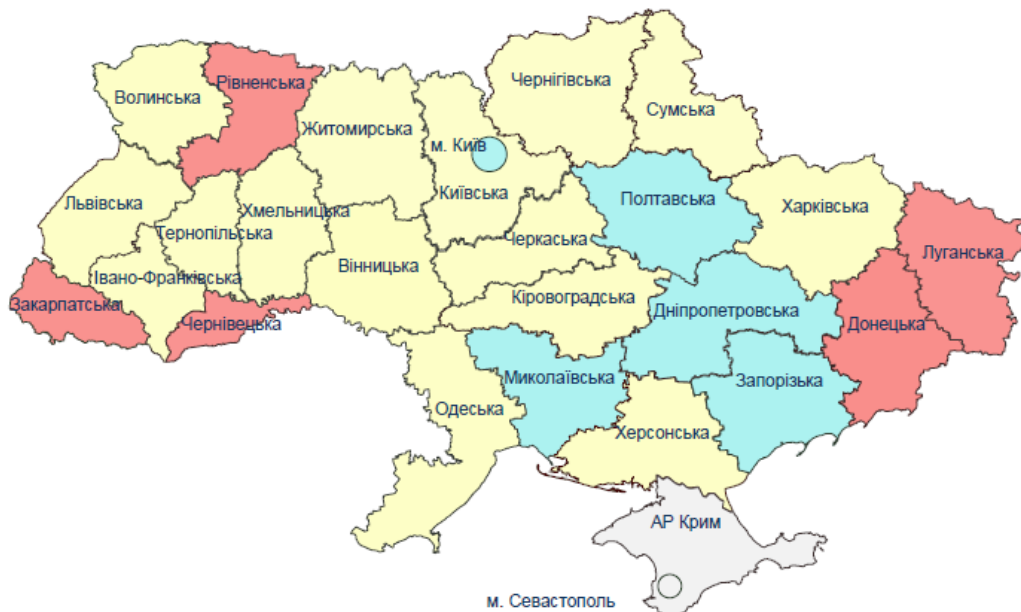 Чернігівська
Рівненська
Волинська
Сумська
Житомирська
м. Київ
Київська
Полтавська
Львівська
Хмельницька
Харківська
Тернопільська
Черкаська
Луганська
Вінницька
Івано-Франківська
Кіровоградська
Закарпатська
Дніпропетровська
Чернівецька
Донецька
Миколаївська
Запорізька
Одеська
Херсонська
АР Крим
м. Севастополь